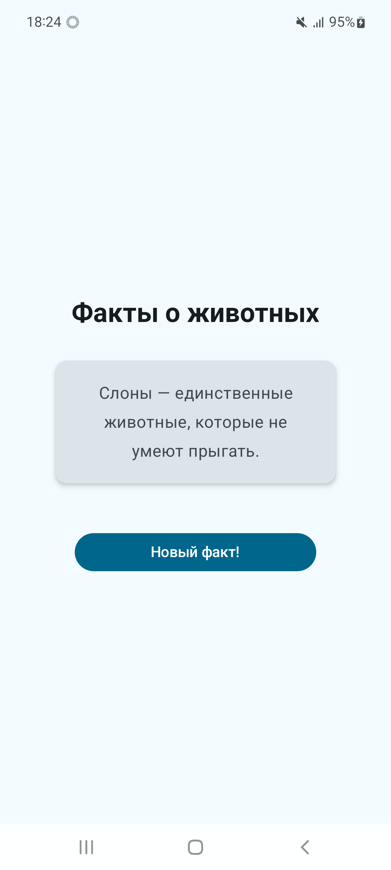 18:24 95%
Факты о животных
Слоны — единственные
животные, которые не
умеют прыгать.
Новый факт!